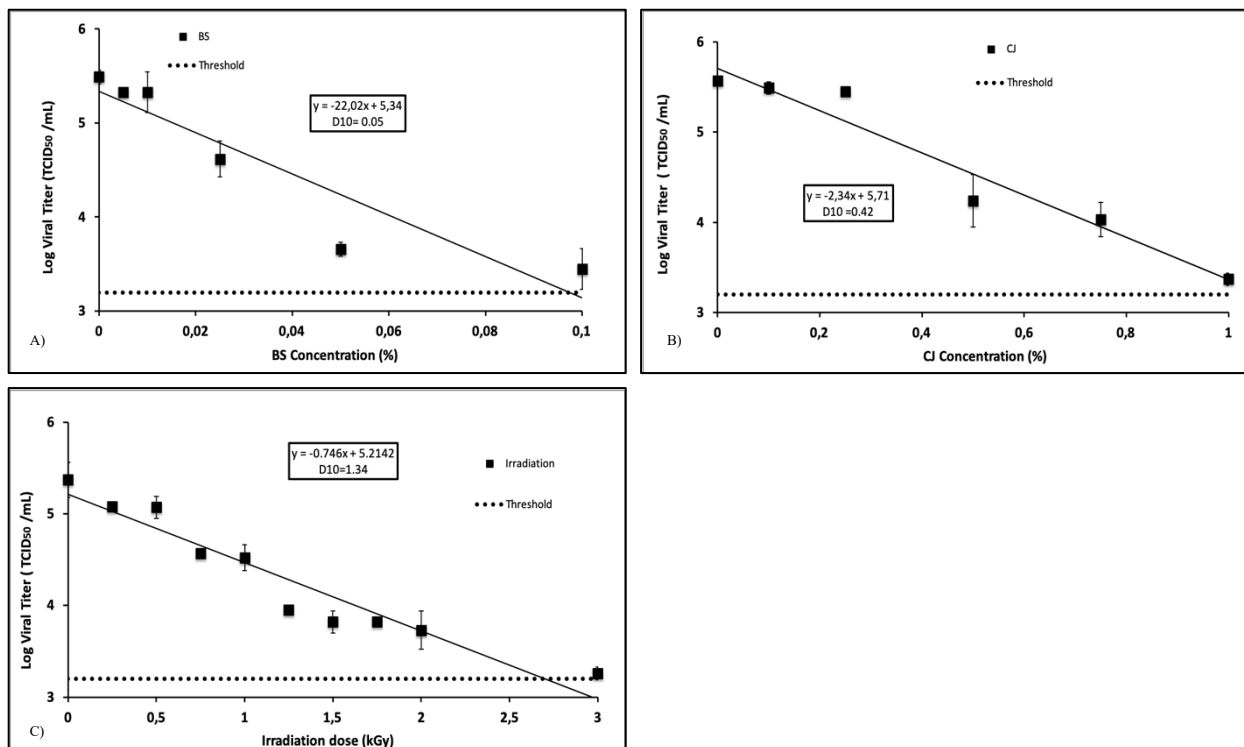 6
5
4
3
0
0,02
0,04
0,06
0,08
0,1
Log Viral Titer (TCID₅₀ /mL)
BS Concentration (%)
BS
Threshold
y = -22,02x + 5,34
D10= 0.05
A)
6
5
4
3
0
0,2
0,4
0,6
0,8
1
Log Viral Titer ( TCID₅₀ /mL)
CJ Concentration (%)
CJ
Threshold
y = -2,34x + 5,71
D10 =0.42
B)
6
5
4
3
0
0,5
1
1,5
2
2,5
3
Log Viral Titer ( TCID₅₀ /mL)
Irradiation dose (kGy)
y = -0.746x + 5.2142
D10=1.34
Irradiation
Threshold
C)